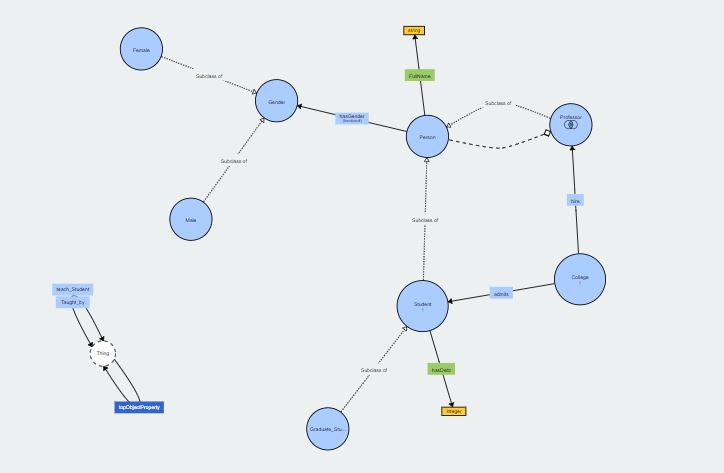 string
Female
FullName
Subclass of
Gender
Subclass of
hasGender
(functional)
Professor
Person
Subclass of
hire
Male
Subclass of
College
teach_Student
admits
Taught_by
Student
Thing
Subclass of
hasDebt
topObjectProperty
integer
Graduate_Stu...